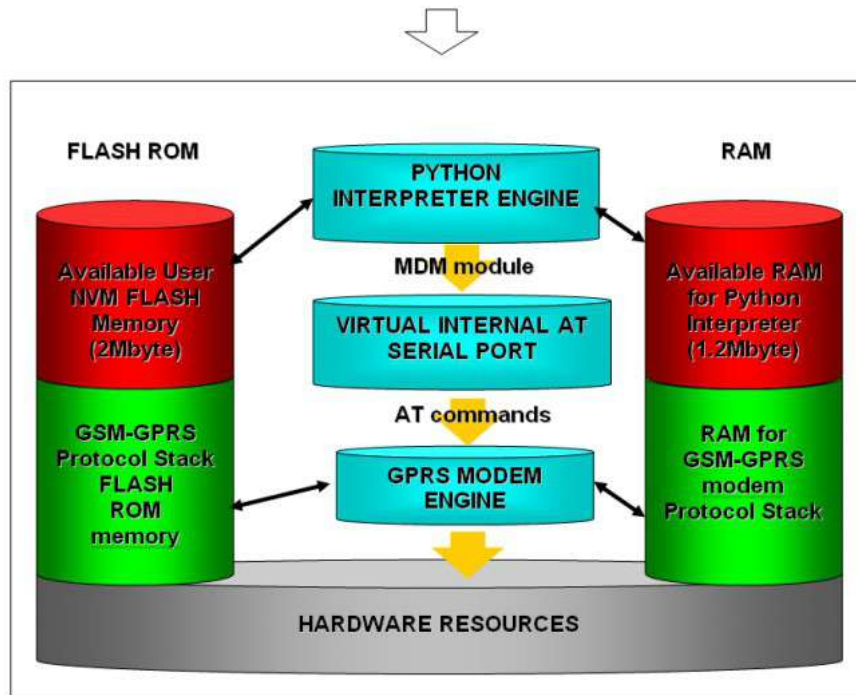 FLASH ROM
PYTHON
INTERPRETER ENGINE
RAM
Available User
NVM FLASH
Memory
(2Mbyte)
MDM module
Available RAM
for Python
Interpreter
(1.2Mbyte)
VIRTUAL INTERNAL AT
SERIAL PORT
AT commands
GSM-GPRS
Protocol Stack
FLASH
ROM
memory
GPRS MODEM
ENGINE
RAM for
GSM-GPRS
modem
Protocol Stack
HARDWARE RESOURCES